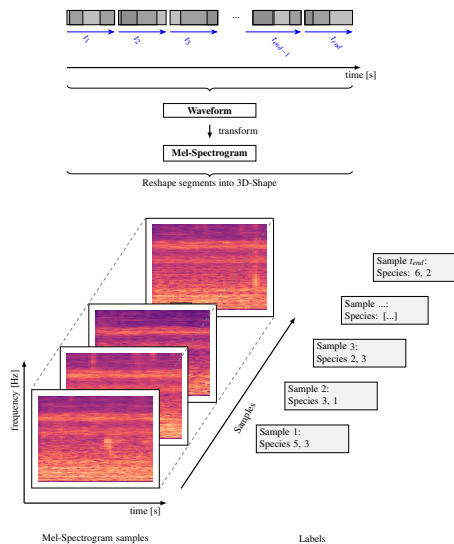 ...
t1 t2 t3 tend−1 tend
time [s]
Waveform
transform
Mel-Spectrogram
Reshape segments into 3D-Shape
Sample tend:
Species: 6, 2
Sample ...:
Species: [...]
Sample 3:
Species 2, 3
Sample 2:
Species 3, 1
Sample 1:
Species 5, 3
frequency [Hz]
Samples
time [s]
Mel-Spectrogram samples
Labels